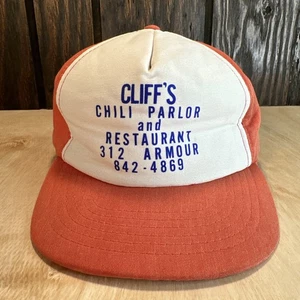 CLIFF'S
CHILI PARLOR
and
RESTAURANT
312 ARMOUR
842-4869